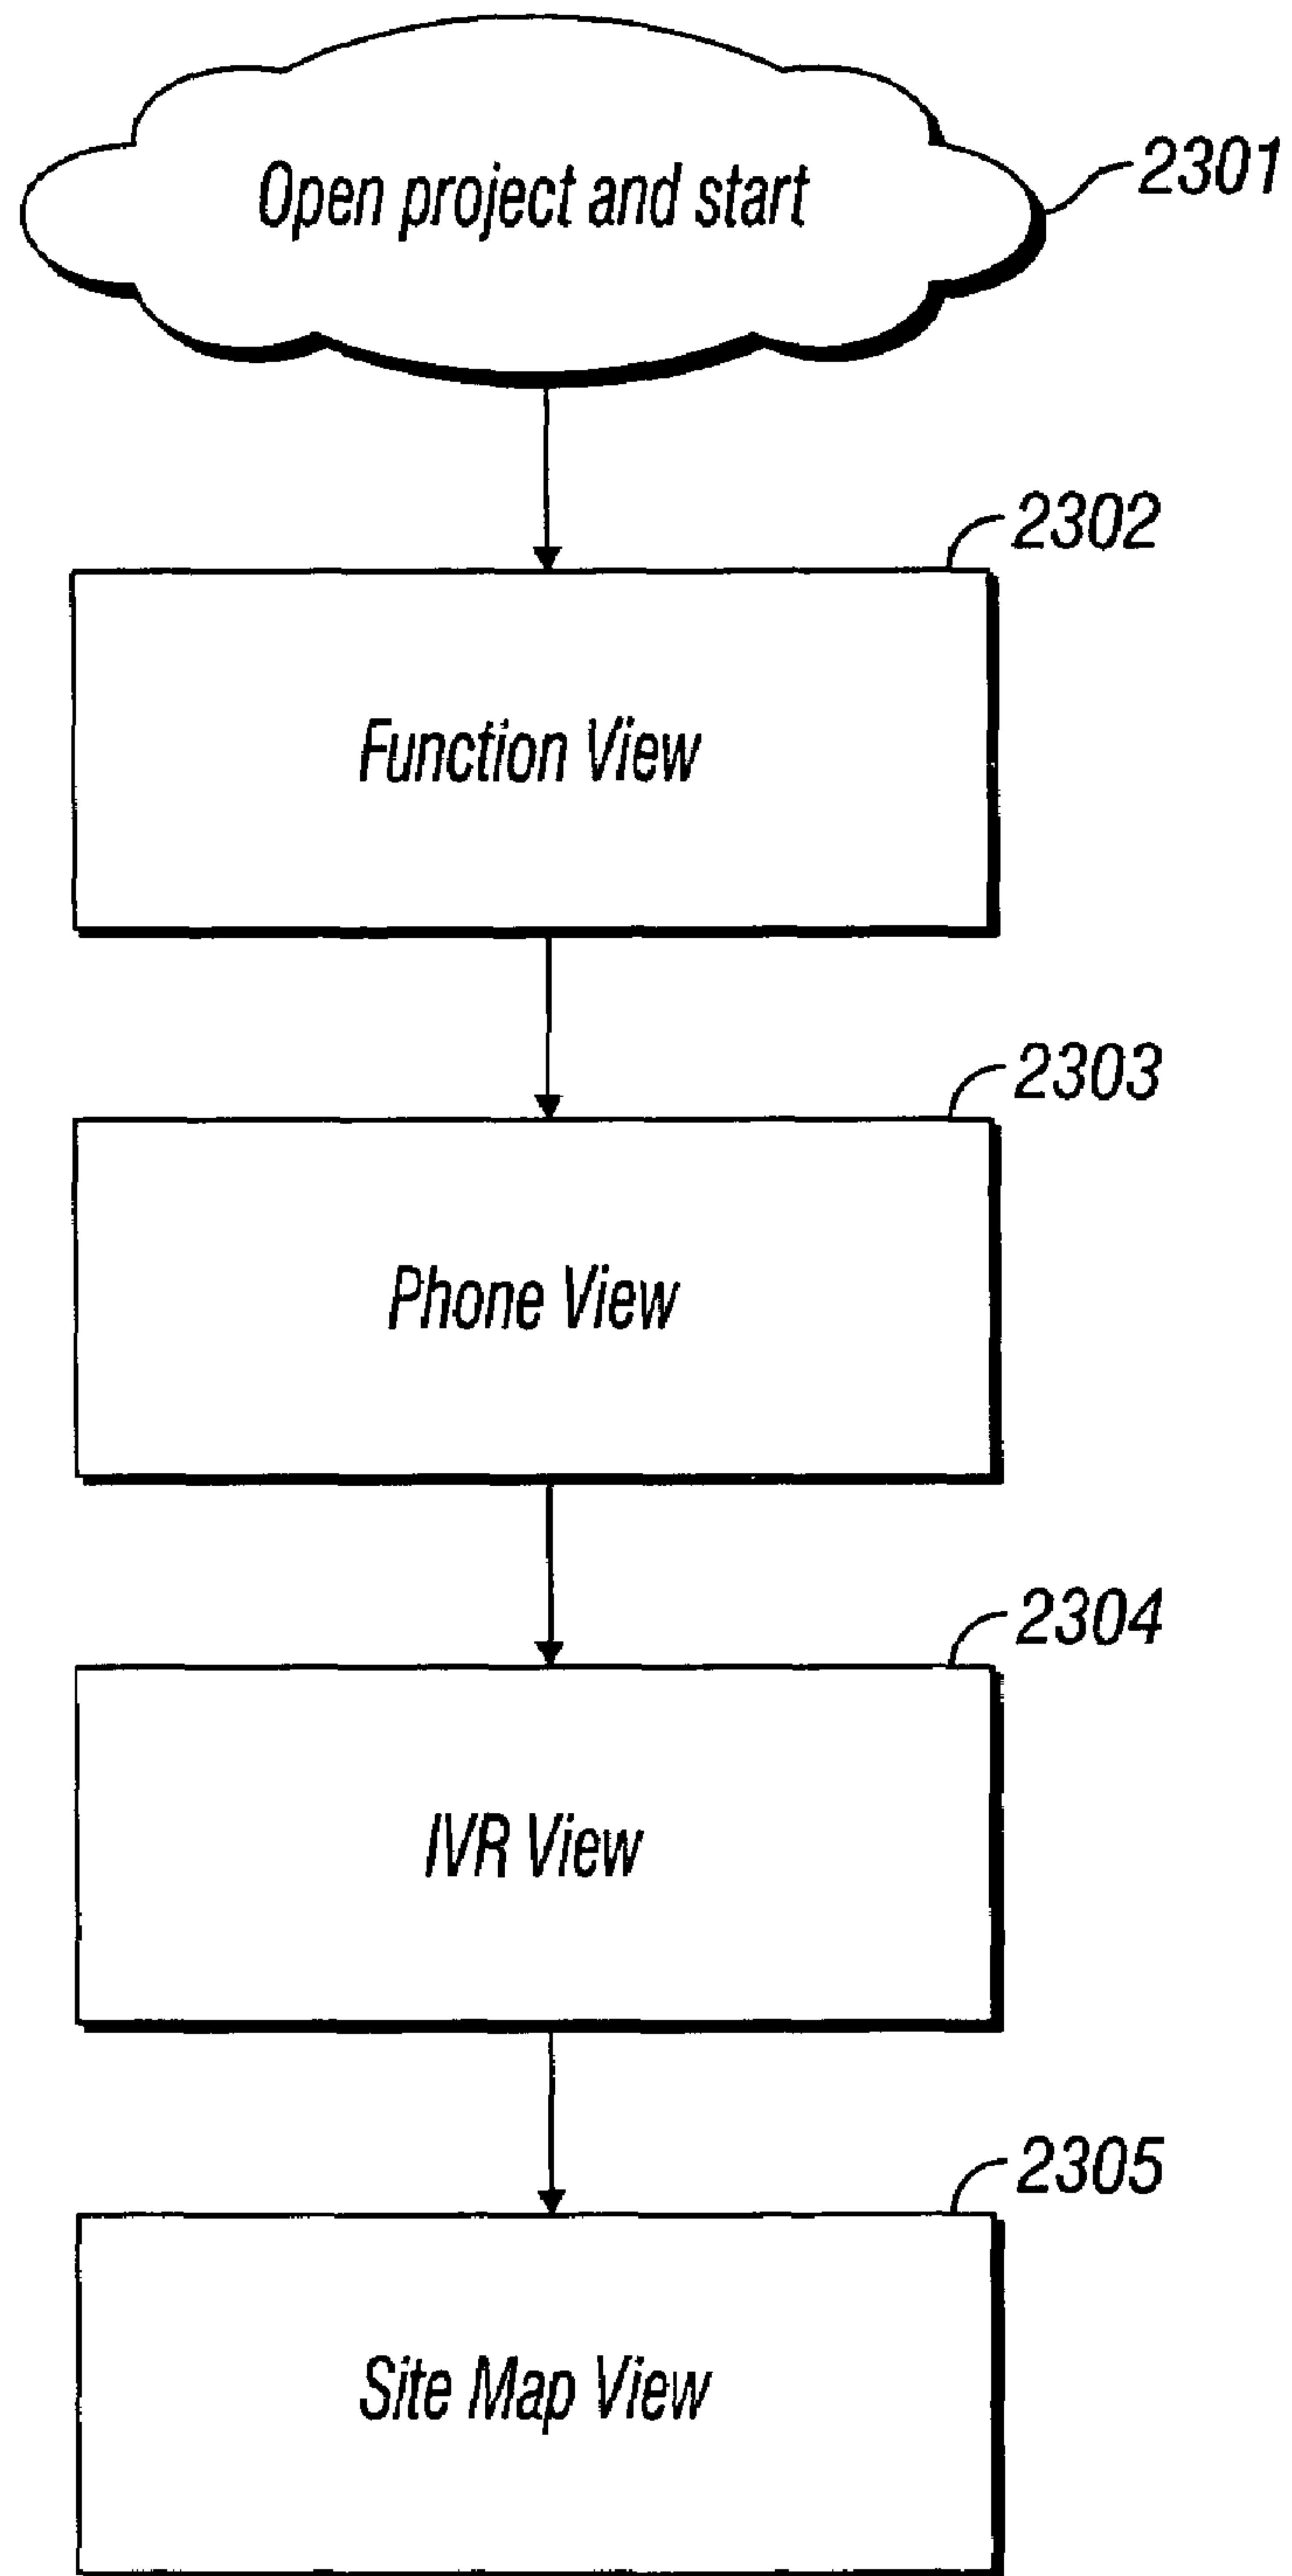 Open project and start
2301
2302
Function View
2303
Phone View
2304
IVR View
2305
Site Map View